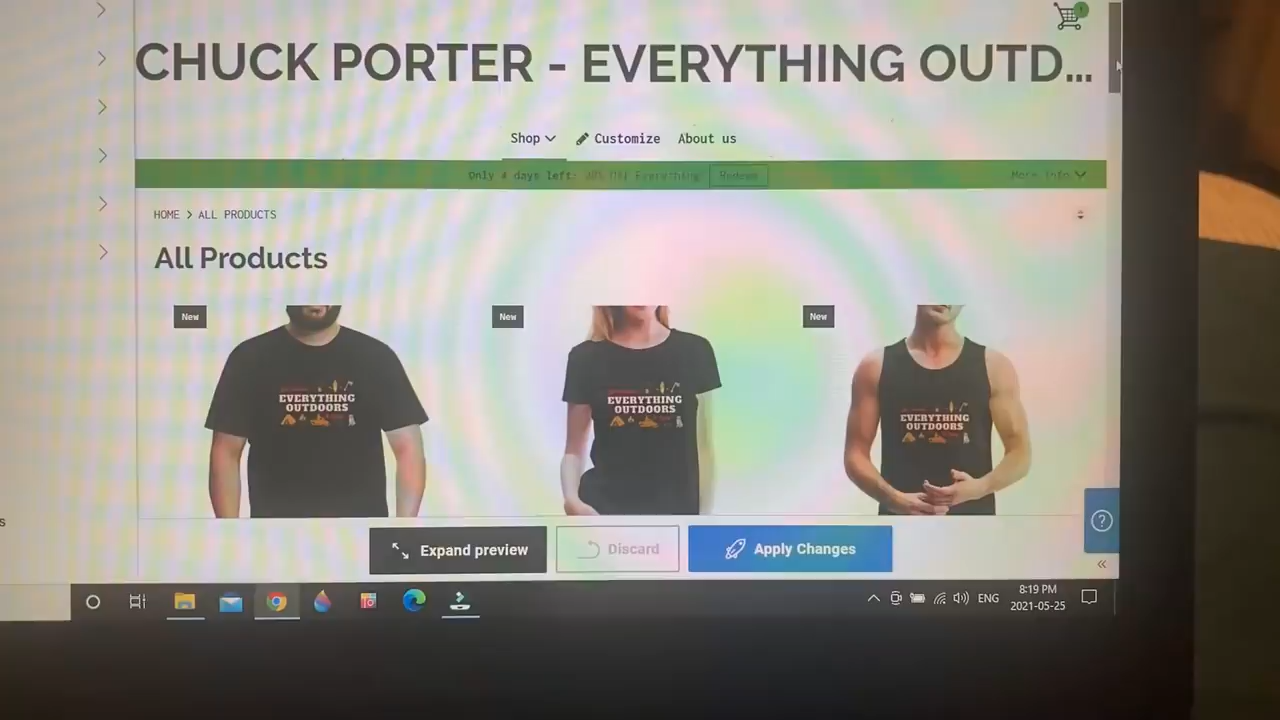 CHUCK PORTER - EVERYTHING OUTD...
Shop
Customize
About us
Only 4 days left: Everything
Redeem
More info
HOME > ALL PRODUCTS
All Products
New
New
New
EVERYTHING
OUTDOORS
EVERYTHING
OUTDOORS
EVERYTHING
OUTDOORS
s
Expand preview
Discard
Apply Changes
ENG
8:19 PM
2021-05-25